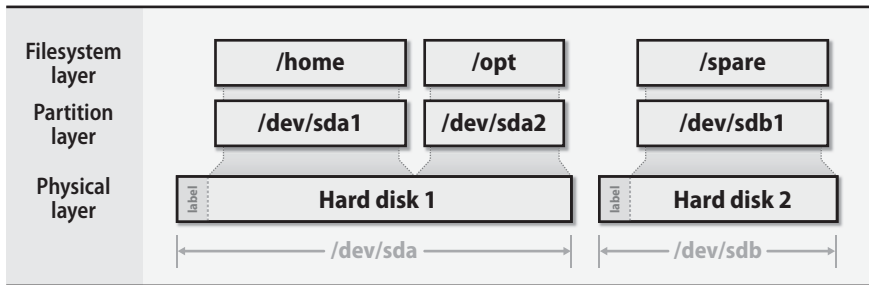 Filesystem
layer
/home
/opt
/spare
Partition
layer
/dev/sda1
/dev/sda2
/dev/sdb1
Physical
layer
label
Hard disk 1
label
Hard disk 2
/dev/sda
/dev/sdb